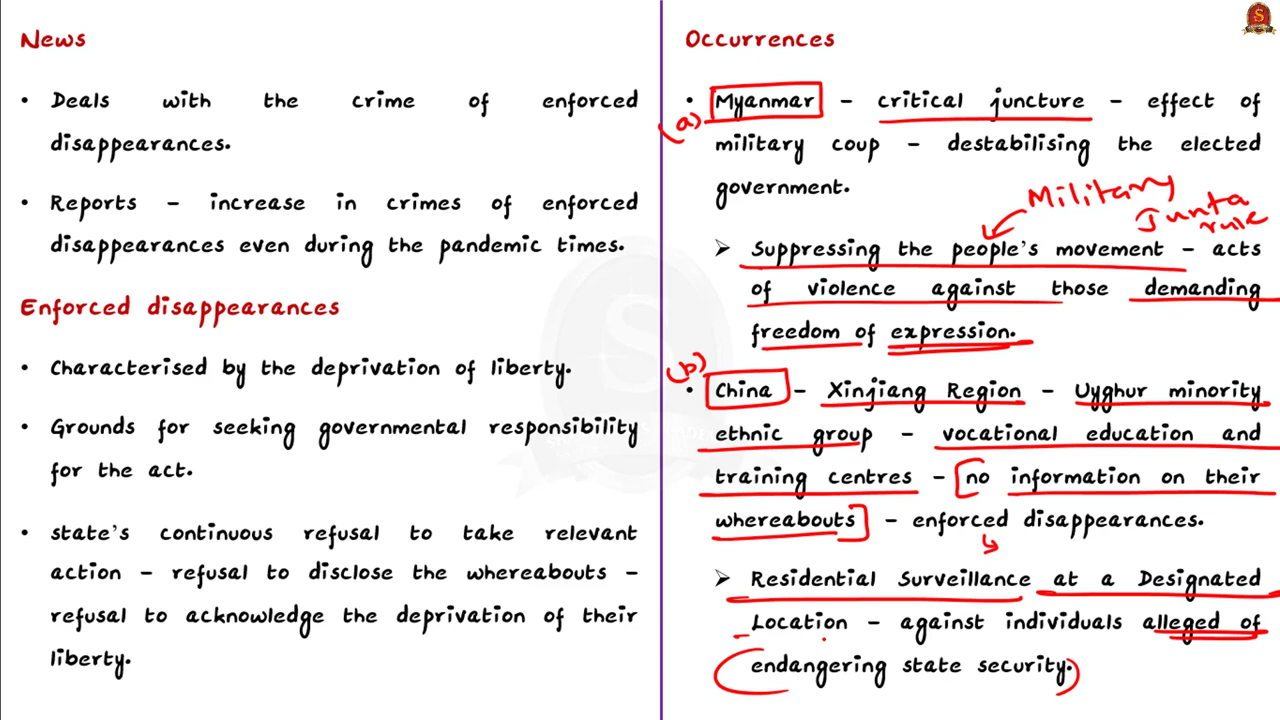 News
• Deals with the crime of enforced
disappearances.
• Reports – increase in crimes of enforced
disappearances even during the pandemic times.
Enforced disappearances
• Characterised by the deprivation of liberty.
• Grounds for seeking governmental responsibility
for the act.
• state's continuous refusal to take relevant
action – refusal to disclose the whereabouts –
refusal to acknowledge the deprivation of their
liberty.
Occurrences
(a) • Myanmar – critical juncture – effect of
military coup – destabilising the elected
government.
Military
Junta
rule
➢ Suppressing the people's movement – acts
of violence against those demanding
freedom of expression.
(b) • China – Xinjiang Region – Uyghur minority
ethnic group – vocational education and
training centres – [no information on their
whereabouts] – enforced disappearances.
➢ Residential Surveillance at a Designated
Location – against individuals alleged of
(endangering state security.)